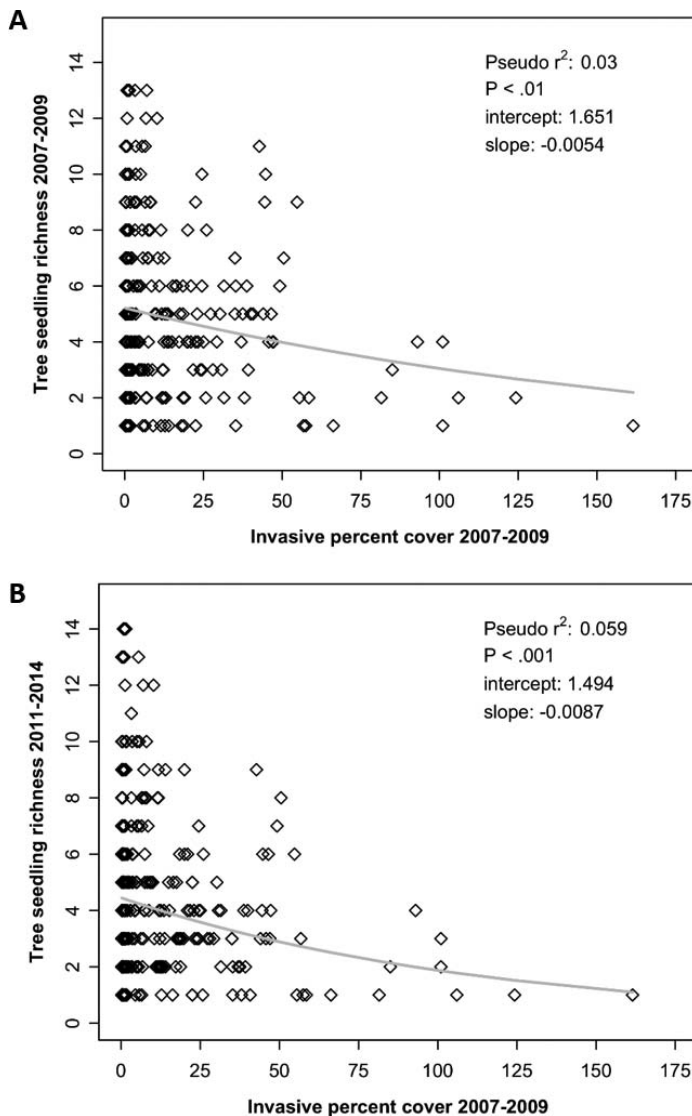 A
Pseudo r²: 0.03
P < .01
intercept: 1.651
slope: -0.0054
Tree seedling richness 2007-2009
14
12
10
8
6
4
2
0
0 25 50 75 100 125 150 175
Invasive percent cover 2007-2009
B
Pseudo r²: 0.059
P < .001
intercept: 1.494
slope: -0.0087
Tree seedling richness 2011-2014
14
12
10
8
6
4
2
0
0 25 50 75 100 125 150 175
Invasive percent cover 2007-2009